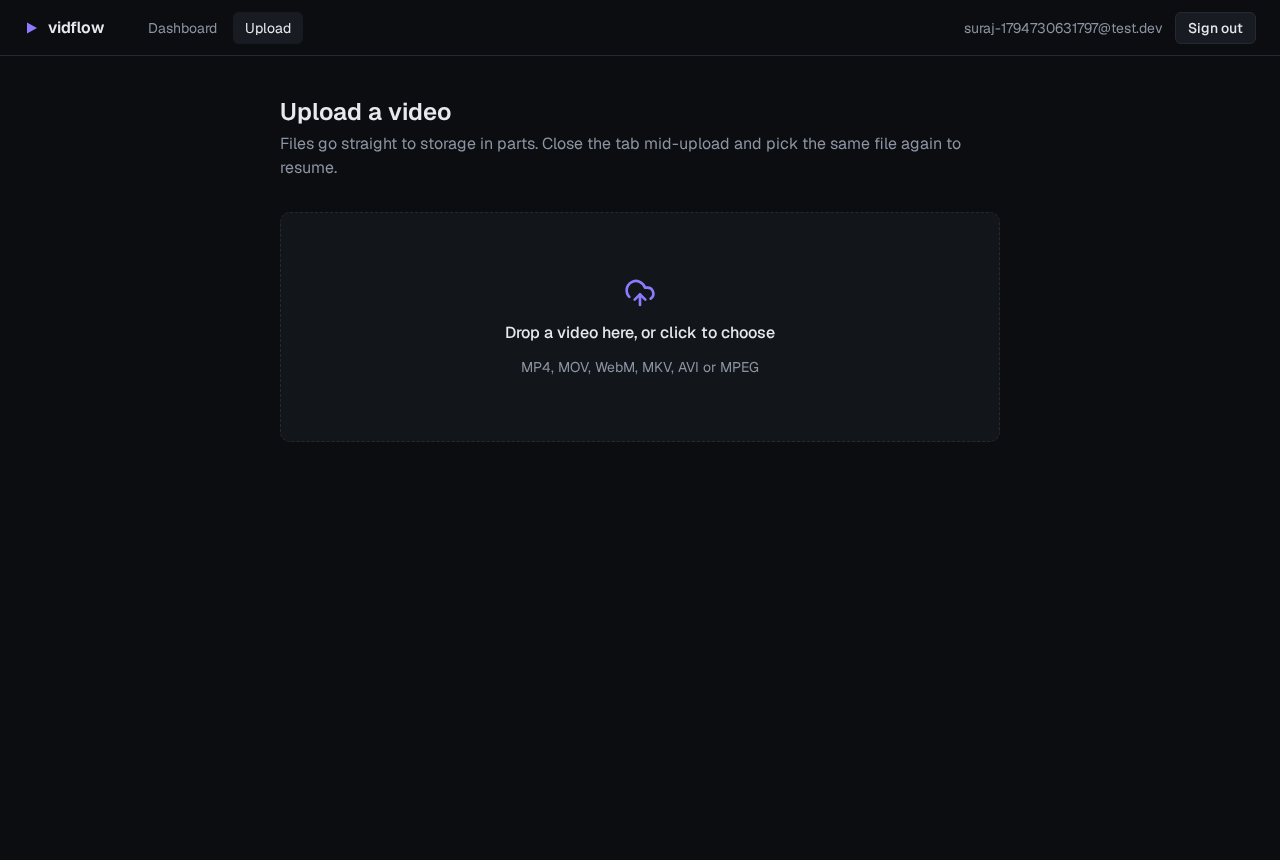 vidflow
Dashboard
Upload
suraj-1794730631797@test.dev
Sign out
Upload a video
Files go straight to storage in parts. Close the tab mid-upload and pick the same file again to
resume.
Drop a video here, or click to choose
MP4, MOV, WebM, MKV, AVI or MPEG